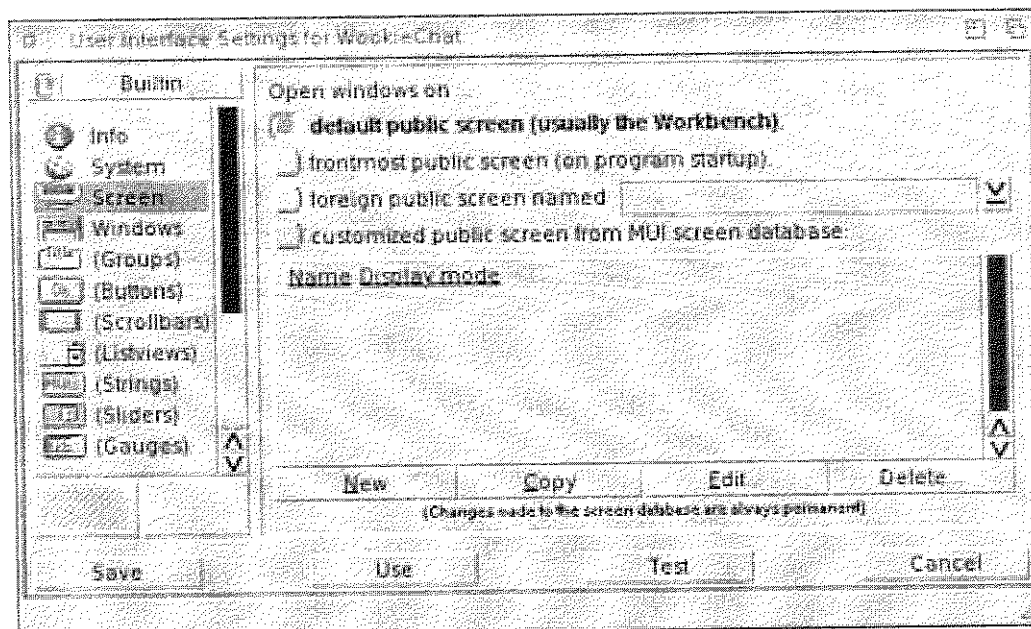 User Interface Settings for WookieChat
Builtin
Info
System
Screen
Windows
(Groups)
(Buttons)
(Scrollbars)
(Listviews)
(Strings)
(Sliders)
(Gauges)
Open windows on
default public screen (usually the Workbench).
frontmost public screen (on program startup).
foreign public screen named
customized public screen from MUI screen database:
Name Display mode
New Copy Edit Delete
(Changes made to the screen database are always permanent)
Save Use Test Cancel